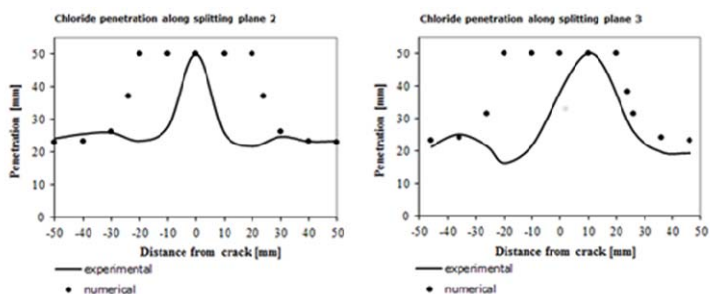 Chloride penetration along splitting plane 2
Penetration [mm]
50
40
30
20
10
0
-50 -40 -30 -20 -10 0 10 20 30 40 50
Distance from crack [mm]
experimental
numerical
Chloride penetration along splitting plane 3
Penetration [mm]
50
40
30
20
10
0
-50 -40 -30 -20 -10 0 10 20 30 40 50
Distance from crack [mm]
experimental
numerical